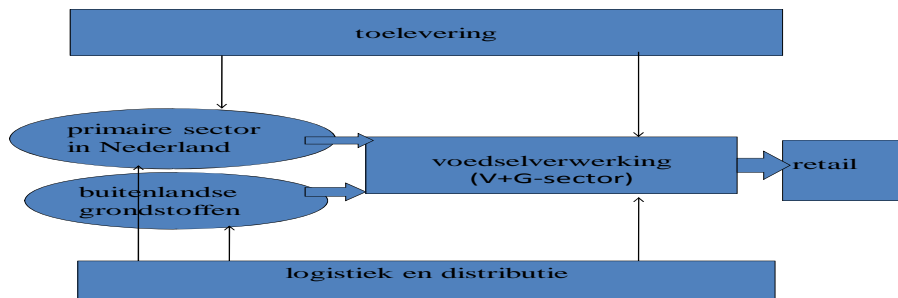 toelevering
primaire sector
in Nederland
voedselverwerking
(V+G-sector)
retail
buitenlandse
grondstoffen
logistiek en distributie